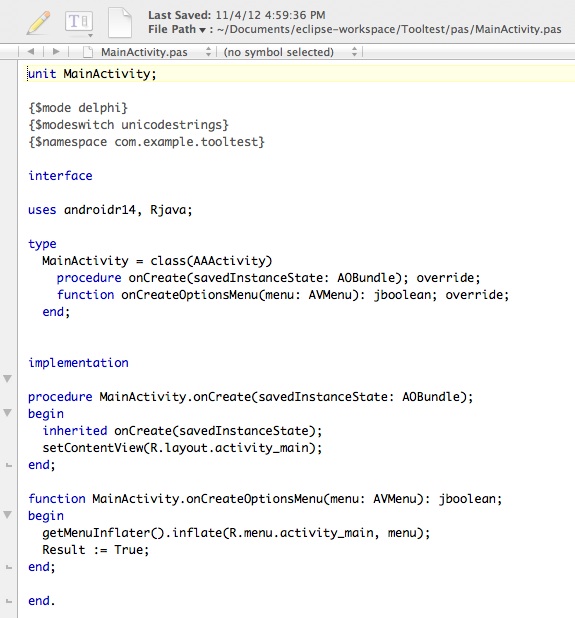 Last Saved: 11/4/12 4:59:36 PM
File Path ▾ : ~/Documents/eclipse-workspace/Tooltest/pas/MainActivity.pas
T
MainActivity.pas (no symbol selected)
unit MainActivity;
{$mode delphi}
{$modeswitch unicodestrings}
{$namespace com.example.tooltest}
interface
uses androidr14, Rjava;
type
  MainActivity = class(AAActivity)
    procedure onCreate(savedInstanceState: AOBundle); override;
    function onCreateOptionsMenu(menu: AVMenu): jboolean; override;
  end;
implementation
procedure MainActivity.onCreate(savedInstanceState: AOBundle);
begin
  inherited onCreate(savedInstanceState);
  setContentView(R.layout.activity_main);
end;
function MainActivity.onCreateOptionsMenu(menu: AVMenu): jboolean;
begin
  getMenuInflater().inflate(R.menu.activity_main, menu);
  Result := True;
end;
end.